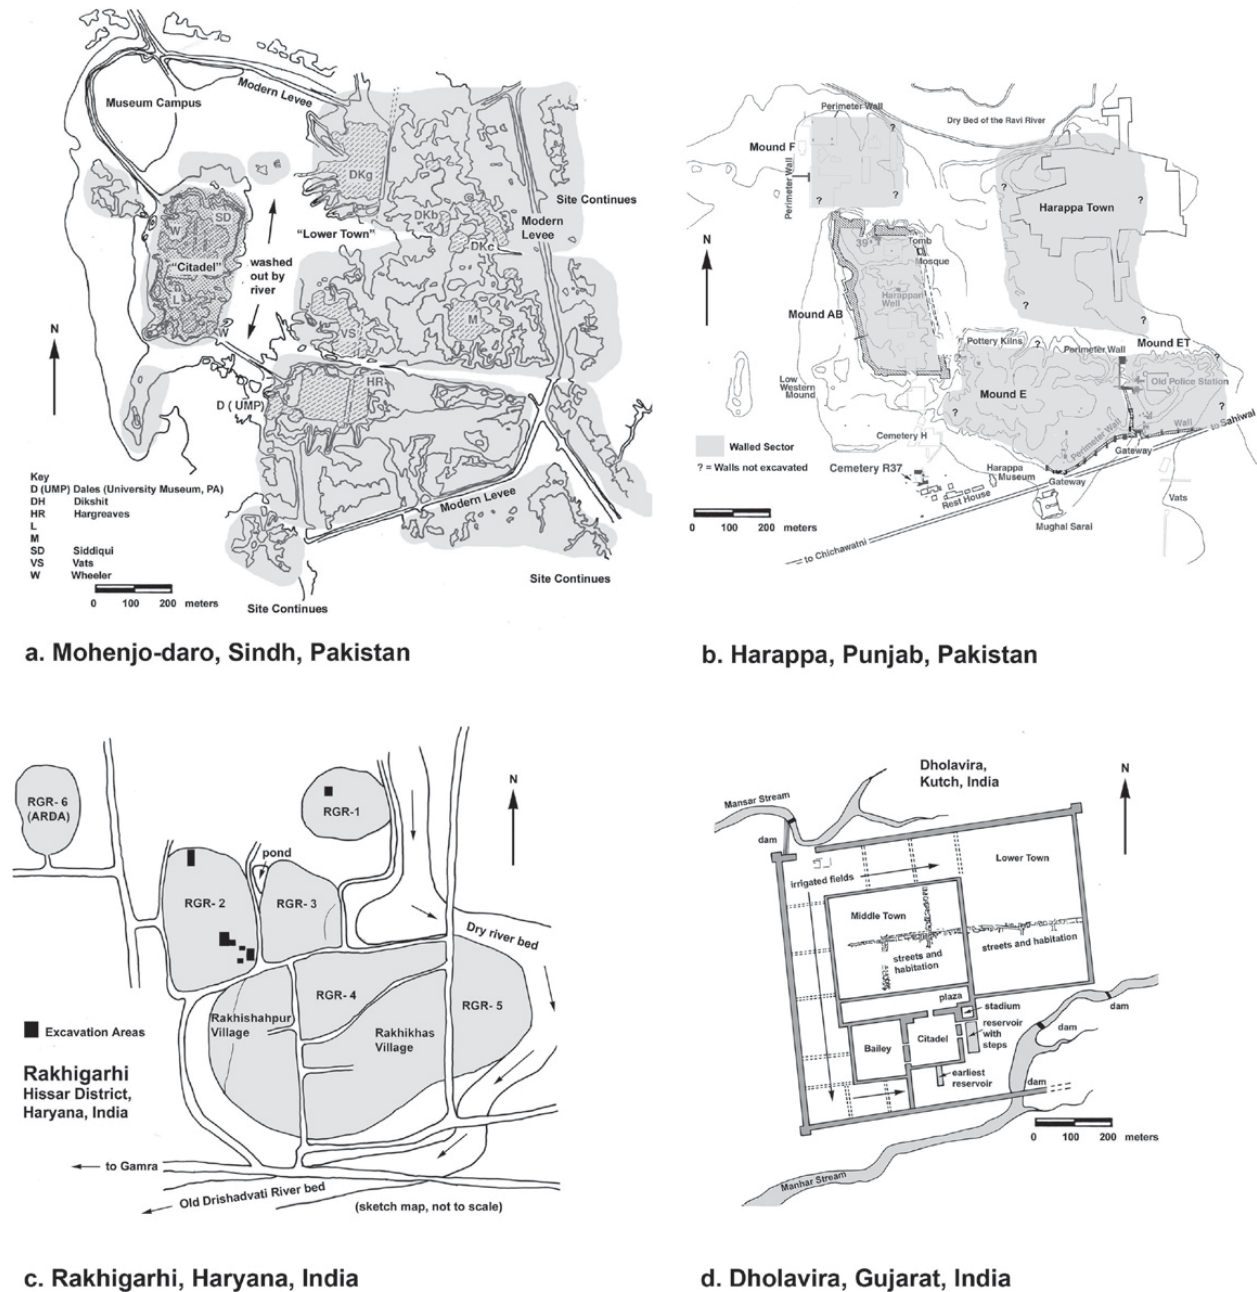 Museum Campus
Modern Levee
DKg
Site Continues
SD
W
DKb
"Lower Town"
Modern
Levee
DKc
"Citadel"
washed
out by
river
L
N
W
VS
M
HR
D ( UMP)
Key
D (UMP) Dales (University Museum, PA)
DH Dikshit
HR Hargreaves
L
M
SD Siddiqui
VS Vats
W Wheeler
0 100 200 meters
Modern Levee
Site Continues
Site Continues
a. Mohenjo-daro, Sindh, Pakistan
Perimeter Wall
Dry Bed of the Ravi River
?
Mound F
Perimeter Wall
?
?
?
?
Harappa Town
N
39
Tomb
Mosque
Harappan
Well
Mound AB
?
?
Pottery Kilns
?
Perimeter Wall
Mound ET
?
Low
Western
Mound
Old Police Station
Mound E
?
?
Cemetery H
Perimeter Wall
Wall
to Sahiwal
Gateway
Walled Sector
? = Walls not excavated
Cemetery R37
Harappa
Museum
Gateway
Rest House
Vats
Mughal Sarai
0 100 200 meters
to Chichawatni
b. Harappa, Punjab, Pakistan
RGR- 6
(ARDA)
RGR-1
N
pond
RGR- 2
RGR- 3
Dry river bed
RGR- 4
RGR- 5
Rakhishahpur
Village
Rakhikhas
Village
Excavation Areas
Rakhigarhi
Hissar District,
Haryana, India
to Gamra
Old Drishadvati River bed
(sketch map, not to scale)
c. Rakhigarhi, Haryana, India
Dholavira,
Kutch, India
N
Mansar Stream
dam
Lower Town
irrigated fields
Middle Town
streets and
habitation
streets and habitation
plaza
stadium
dam
reservoir
with
steps
dam
Bailey
Citadel
earliest
reservoir
dam
0 100 200 meters
Manhar Stream
d. Dholavira, Gujarat, India